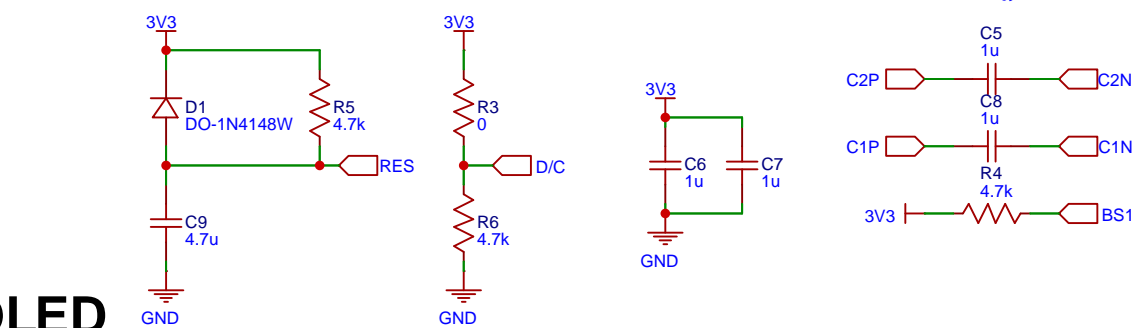 3V3
D1
DO-1N4148W
R5
4.7k
RES
C9
4.7u
GND
3V3
R3
0
D/C
R6
4.7k
GND
3V3
C6
1u
C7
1u
GND
C5
1u
C2P
C2N
C8
1u
C1P
C1N
R4
4.7k
3V3
BS1